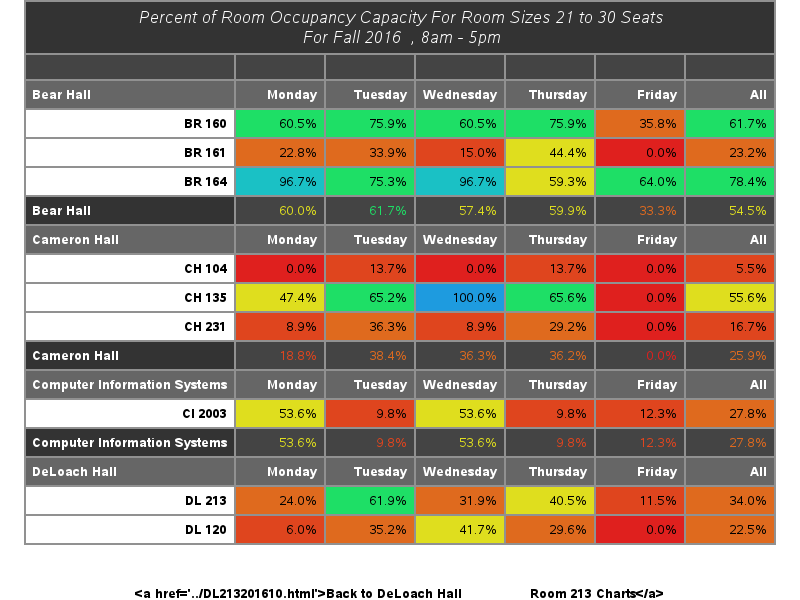 Percent of Room Occupancy Capacity For Room Sizes 21 to 30 Seats
For Fall 2016 , 8am - 5pm
Bear Hall Monday Tuesday Wednesday Thursday Friday All
BR 160 60.5% 75.9% 60.5% 75.9% 35.8% 61.7%
BR 161 22.8% 33.9% 15.0% 44.4% 0.0% 23.2%
BR 164 96.7% 75.3% 96.7% 59.3% 64.0% 78.4%
Bear Hall 60.0% 61.7% 57.4% 59.9% 33.3% 54.5%
Cameron Hall Monday Tuesday Wednesday Thursday Friday All
CH 104 0.0% 13.7% 0.0% 13.7% 0.0% 5.5%
CH 135 47.4% 65.2% 100.0% 65.6% 0.0% 55.6%
CH 231 8.9% 36.3% 8.9% 29.2% 0.0% 16.7%
Cameron Hall 18.8% 38.4% 36.3% 36.2% 0.0% 25.9%
Computer Information Systems Monday Tuesday Wednesday Thursday Friday All
CI 2003 53.6% 9.8% 53.6% 9.8% 12.3% 27.8%
Computer Information Systems 53.6% 9.8% 53.6% 9.8% 12.3% 27.8%
DeLoach Hall Monday Tuesday Wednesday Thursday Friday All
DL 213 24.0% 61.9% 31.9% 40.5% 11.5% 34.0%
DL 120 6.0% 35.2% 41.7% 29.6% 0.0% 22.5%
<a href='../DL213201610.html'>Back to DeLoach Hall Room 213 Charts</a>